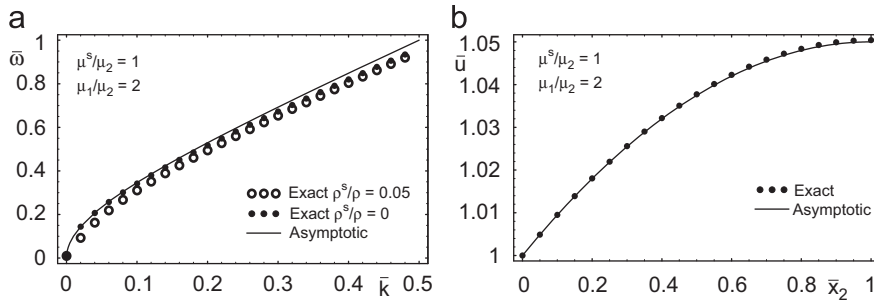 a
ω̄
1
0.8
0.6
0.4
0.2
0
μˢ/μ₂ = 1
μ₁/μ₂ = 2
Exact ρˢ/ρ = 0.05
Exact ρˢ/ρ = 0
Asymptotic
0 0.1 0.2 0.3 0.4 0.5
κ̄
b
ū
1.05
1.04
1.03
1.02
1.01
1
μˢ/μ₂ = 1
μ₁/μ₂ = 2
Exact
Asymptotic
0 0.2 0.4 0.6 0.8 1
x̄₂